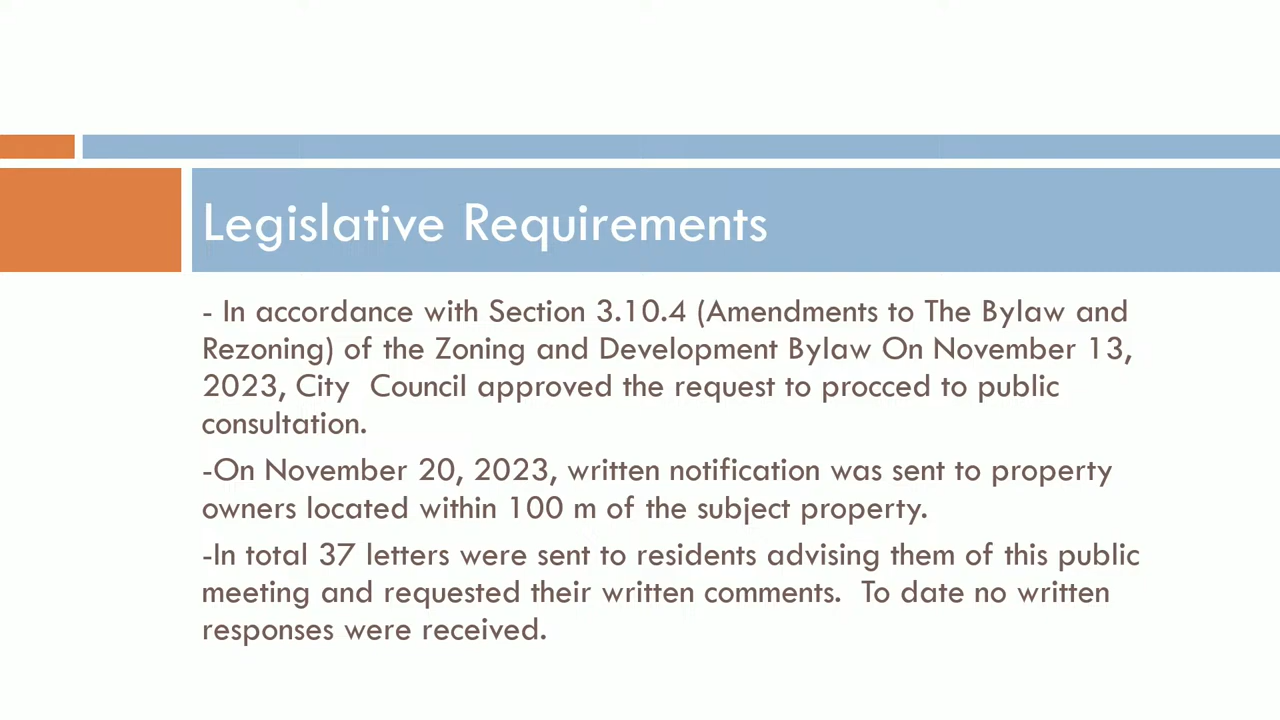 Legislative Requirements
- In accordance with Section 3.10.4 (Amendments to The Bylaw and
Rezoning) of the Zoning and Development Bylaw On November 13,
2023, City  Council approved the request to procced to public
consultation.
-On November 20, 2023, written notification was sent to property
owners located within 100 m of the subject property.
-In total 37 letters were sent to residents advising them of this public
meeting and requested their written comments.  To date no written
responses were received.